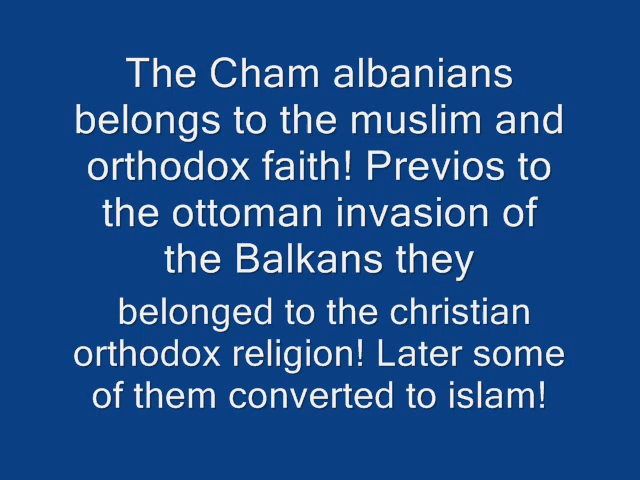 The Cham albanians
belongs to the muslim and
orthodox faith! Previos to
the ottoman invasion of
the Balkans they
belonged to the christian
orthodox religion! Later some
of them converted to islam!